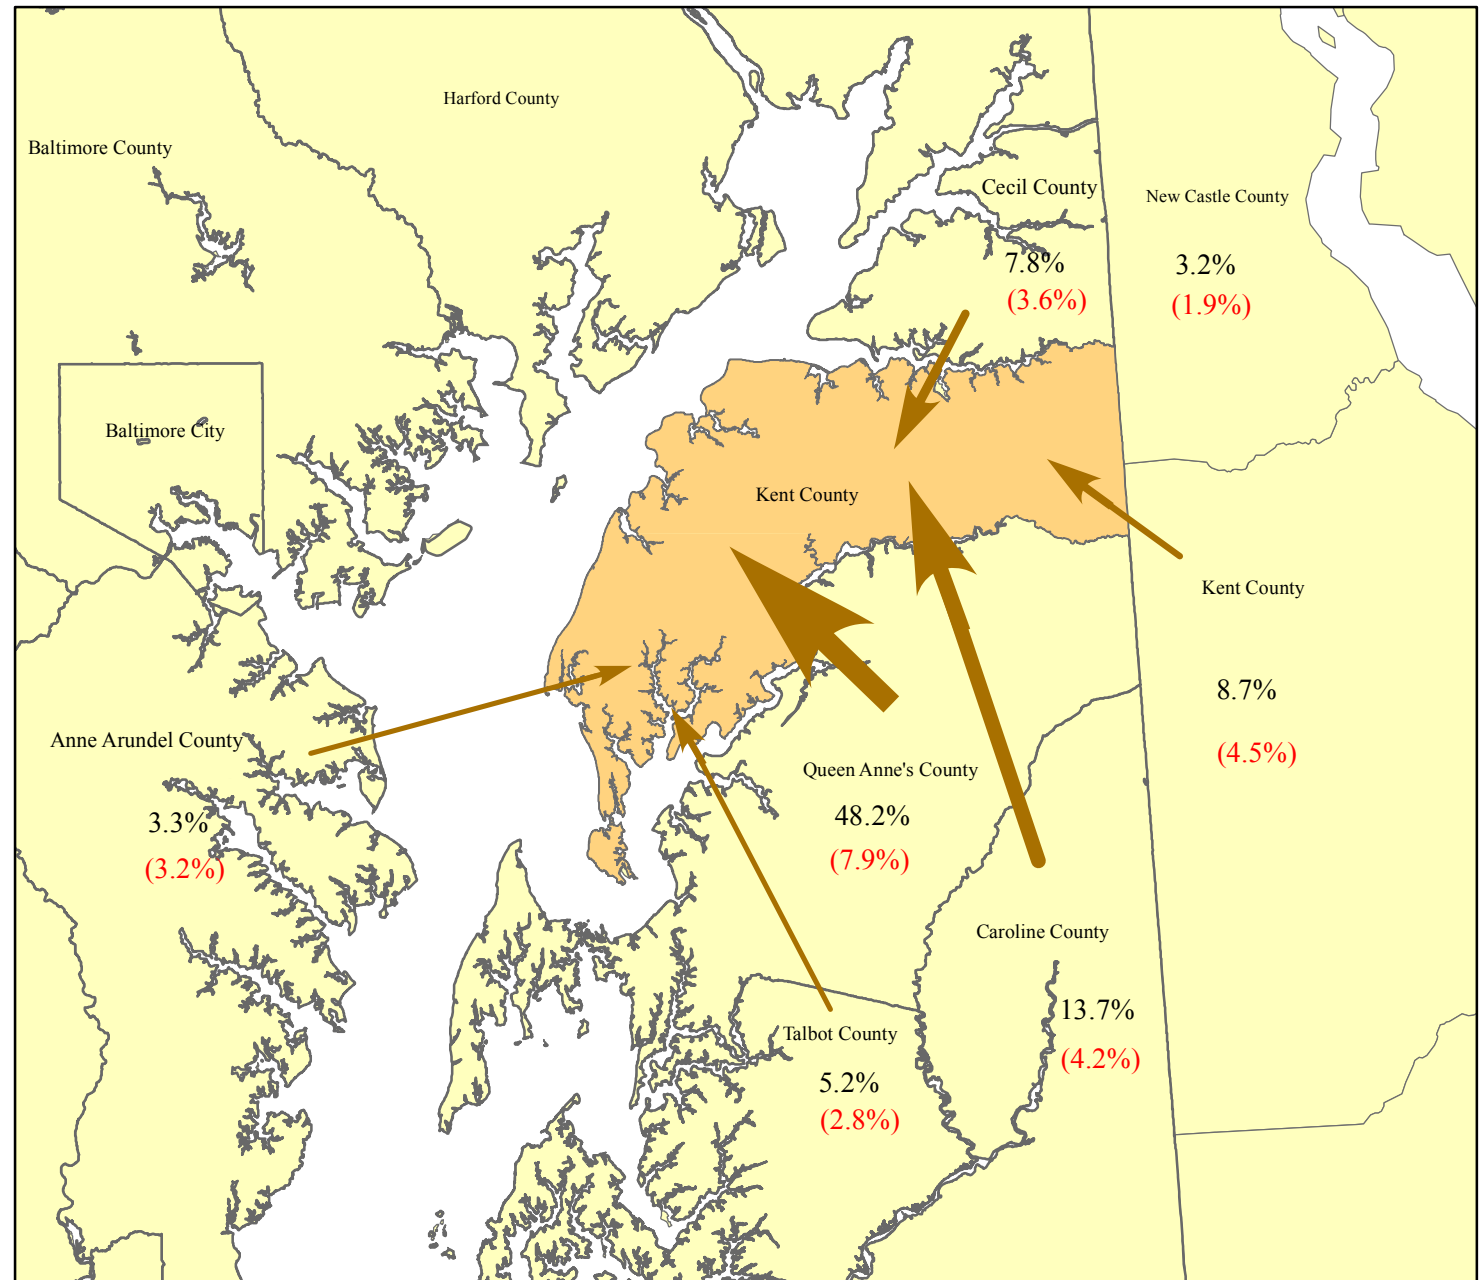 Harford County
Baltimore County
Cecil County
New Castle County
7.8%
(3.6%)
3.2%
(1.9%)
Baltimore City
Kent County
Kent County
8.7%
(4.5%)
Anne Arundel County
3.3%
(3.2%)
Queen Anne's County
48.2%
(7.9%)
Caroline County
13.7%
(4.2%)
Talbot County
5.2%
(2.8%)